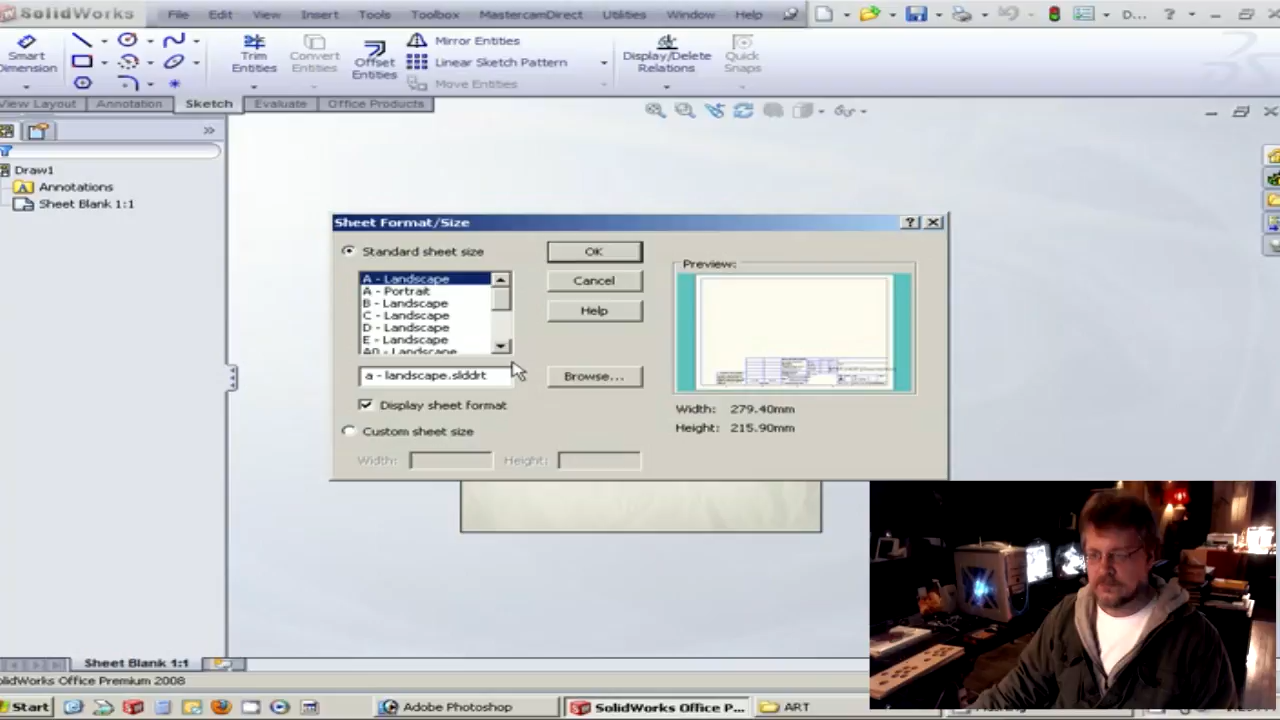 SolidWorks File Edit View Insert Tools Toolbox MastercamDirect Utilities Window Help D... ?
Smart
Dimension
Trim
Entities
Convert
Entities
Offset
Entities
Mirror Entities
Linear Sketch Pattern
Move Entities
Display/Delete
Relations
Quick
Snaps
View Layout Annotation Sketch Evaluate Office Products
Draw1
Annotations
Sheet Blank 1:1
Sheet Format/Size
Standard sheet size
A - Landscape
A - Portrait
B - Landscape
C - Landscape
D - Landscape
E - Landscape
A0 - Landscape
a - landscape.slddrt
Display sheet format
Custom sheet size
Width: Height:
OK
Cancel
Help
Browse...
Preview:
Width: 279.40mm
Height: 215.90mm
Sheet Blank 1:1
olidWorks Office Premium 2008
Start Adobe Photoshop SolidWorks Office P... ART